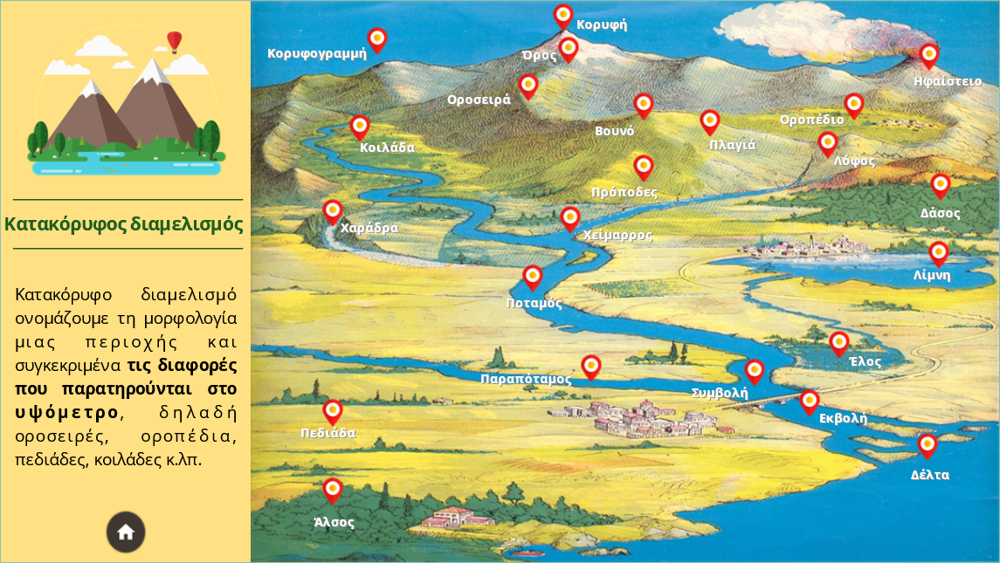 Κατακόρυφος διαμελισμός
Κατακόρυφο διαμελισμό
ονομάζουμε τη μορφολογία
μιας περιοχής και
συγκεκριμένα τις διαφορές
που παρατηρούνται στο
υψόμετρο, δηλαδή
οροσειρές, οροπέδια,
πεδιάδες, κοιλάδες κ.λπ.
Κορυφή
Κορυφογραμμή
Όρος
Ηφαίστειο
Οροσειρά
Οροπέδιο
Βουνό
Πλαγιά
Κοιλάδα
Λόφος
Πρόποδες
Δάσος
Χαράδρα
Χείμαρρος
Λίμνη
Ποταμός
Έλος
Παραπόταμος
Συμβολή
Εκβολή
Πεδιάδα
Δέλτα
Άλσος